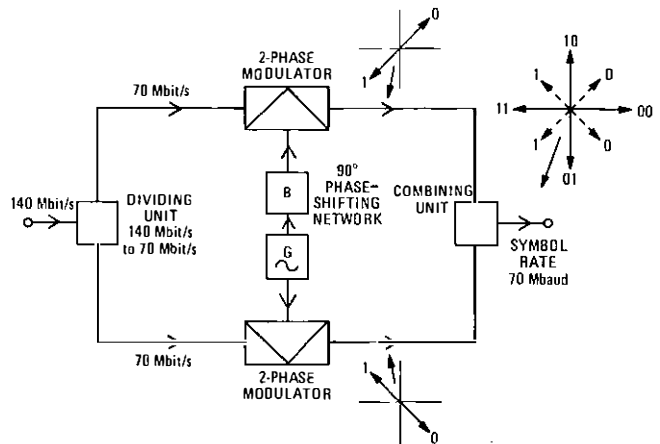 0
2-PHASE
MODULATOR
1
70 Mbit/s
10
1
0
11
00
1
0
01
90°
PHASE-
SHIFTING
NETWORK
B
COMBINING
UNIT
140 Mbit/s
DIVIDING
UNIT
140 Mbit/s
to 70 Mbit/s
G
SYMBOL
RATE
70 Mbaud
70 Mbit/s
2-PHASE
MODULATOR
1
0